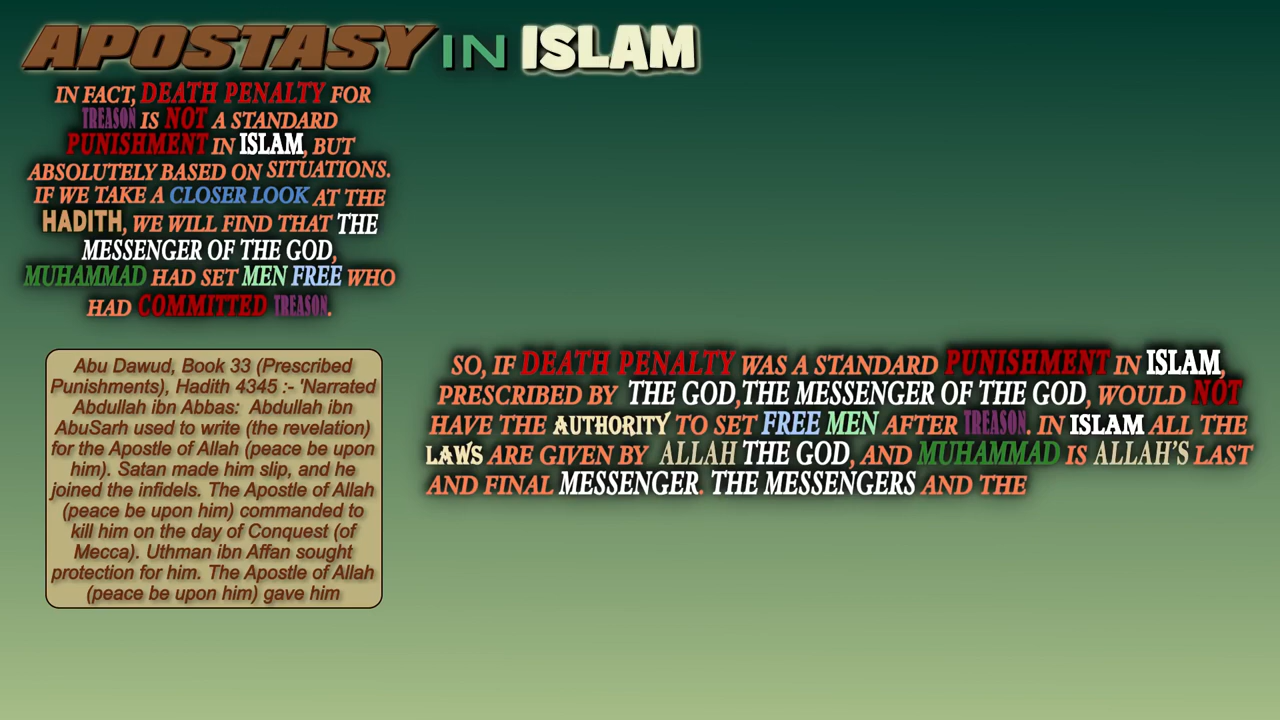 APOSTASY IN ISLAM
IN FACT, DEATH PENALTY FOR
TREASON IS NOT A STANDARD
PUNISHMENT IN ISLAM, BUT
ABSOLUTELY BASED ON SITUATIONS.
IF WE TAKE A CLOSER LOOK AT THE
HADITH, WE WILL FIND THAT THE
MESSENGER OF THE GOD,
MUHAMMAD HAD SET MEN FREE WHO
HAD COMMITTED TREASON.
Abu Dawud, Book 33 (Prescribed
Punishments), Hadith 4345 :- 'Narrated
Abdullah ibn Abbas: Abdullah ibn
AbuSarh used to write (the revelation)
for the Apostle of Allah (peace be upon
him). Satan made him slip, and he
joined the infidels. The Apostle of Allah
(peace be upon him) commanded to
kill him on the day of Conquest (of
Mecca). Uthman ibn Affan sought
protection for him. The Apostle of Allah
(peace be upon him) gave him
SO, IF DEATH PENALTY WAS A STANDARD PUNISHMENT IN ISLAM,
PRESCRIBED BY THE GOD,THE MESSENGER OF THE GOD, WOULD NOT
HAVE THE AUTHORITY TO SET FREE MEN AFTER TREASON. IN ISLAM ALL THE
LAWS ARE GIVEN BY ALLAH THE GOD, AND MUHAMMAD IS ALLAH'S LAST
AND FINAL MESSENGER. THE MESSENGERS AND THE